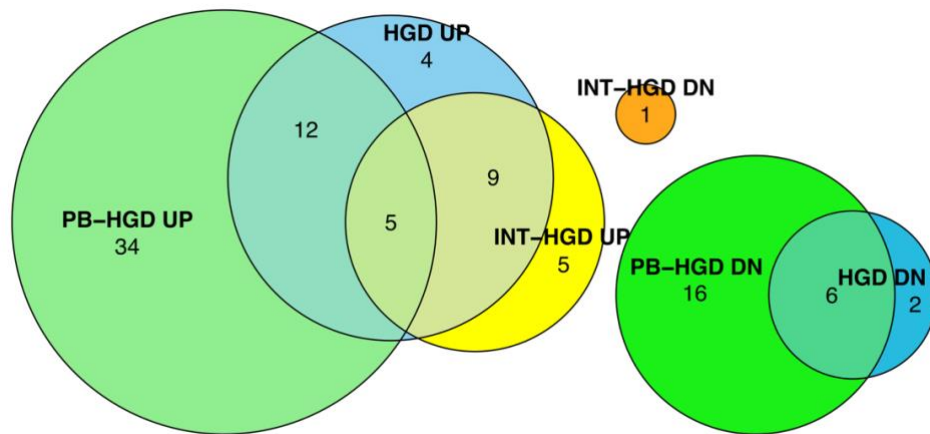 HGD UP
4
INT–HGD DN
1
12
9
PB–HGD UP
34
5
INT–HGD UP
5
PB–HGD DN
16
6
HGD DN
2